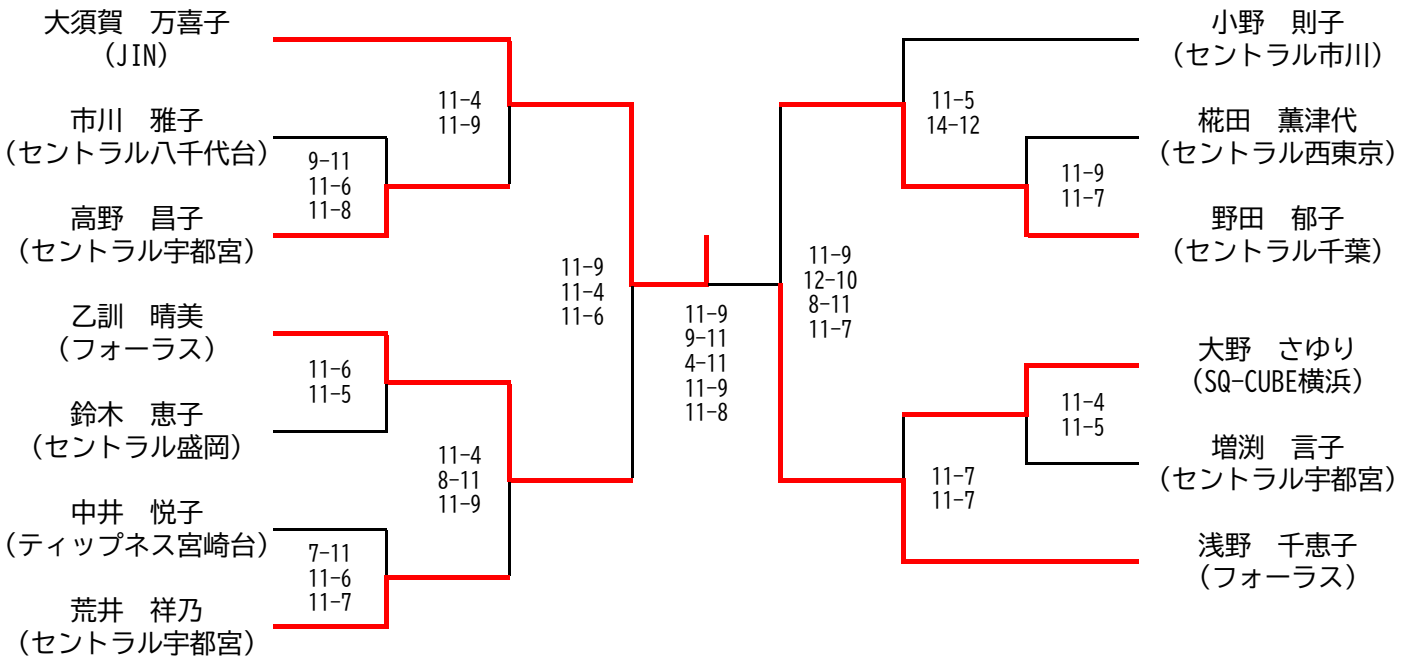 大須賀　万喜子
(JIN)
市川　雅子
(セントラル八千代台)
高野　昌子
(セントラル宇都宮)
乙訓　晴美
(フォーラス)
鈴木　恵子
(セントラル盛岡)
中井　悦子
(ティップネス宮崎台)
荒井　祥乃
(セントラル宇都宮)
9-11
11-6
11-8
11-6
11-5
7-11
11-6
11-7
11-4
11-9
11-4
8-11
11-9
11-9
11-4
11-6
11-9
9-11
4-11
11-9
11-8
11-9
12-10
8-11
11-7
11-5
14-12
11-7
11-7
11-9
11-7
11-4
11-5
小野　則子
(セントラル市川)
椛田　薫津代
(セントラル西東京)
野田　郁子
(セントラル千葉)
大野　さゆり
(SQ-CUBE横浜)
増渕　言子
(セントラル宇都宮)
浅野　千恵子
(フォーラス)